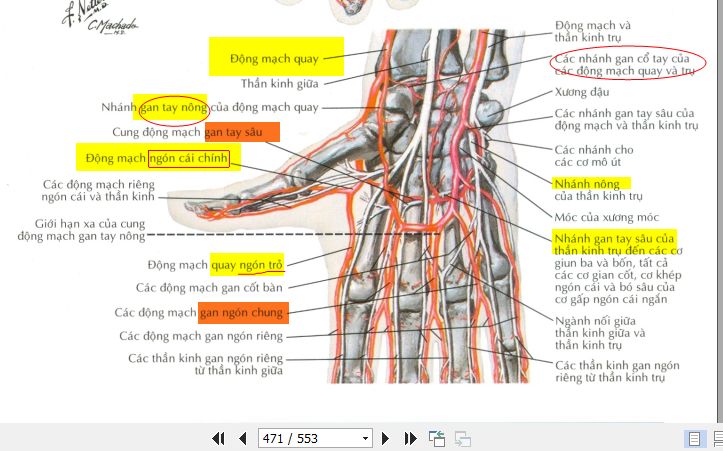 F. Netter
M.D.
C. Machado
M.D.
Động mạch quay
Thần kinh giữa
Nhánh gan tay nông của động mạch quay
Cung động mạch gan tay sâu
Động mạch ngón cái chính
Các động mạch riêng
ngón cái và thần kinh
Giới hạn xa của cung
động mạch gan tay nông
Động mạch quay ngón trỏ
Các động mạch gan cốt bàn
Các động mạch gan ngón chung
Các động mạch gan ngón riêng
Các thần kinh gan ngón riêng
từ thần kinh giữa
Động mạch và
thần kinh trụ
Các nhánh gan cổ tay của
các động mạch quay và trụ
Xương đậu
Các nhánh gan tay sâu của
động mạch và thần kinh trụ
Các nhánh cho
các cơ mô út
Nhánh nông
của thần kinh trụ
Móc của xương móc
Nhánh gan tay sâu của
thần kinh trụ đến các cơ
giun ba và bốn, tất cả
các cơ gian cốt, cơ khép
ngón cái và bó sâu của
cơ gấp ngón cái ngắn
Ngành nối giữa
thần kinh giữa và
thần kinh trụ
Các thần kinh gan ngón
riêng từ thần kinh trụ
471 / 553